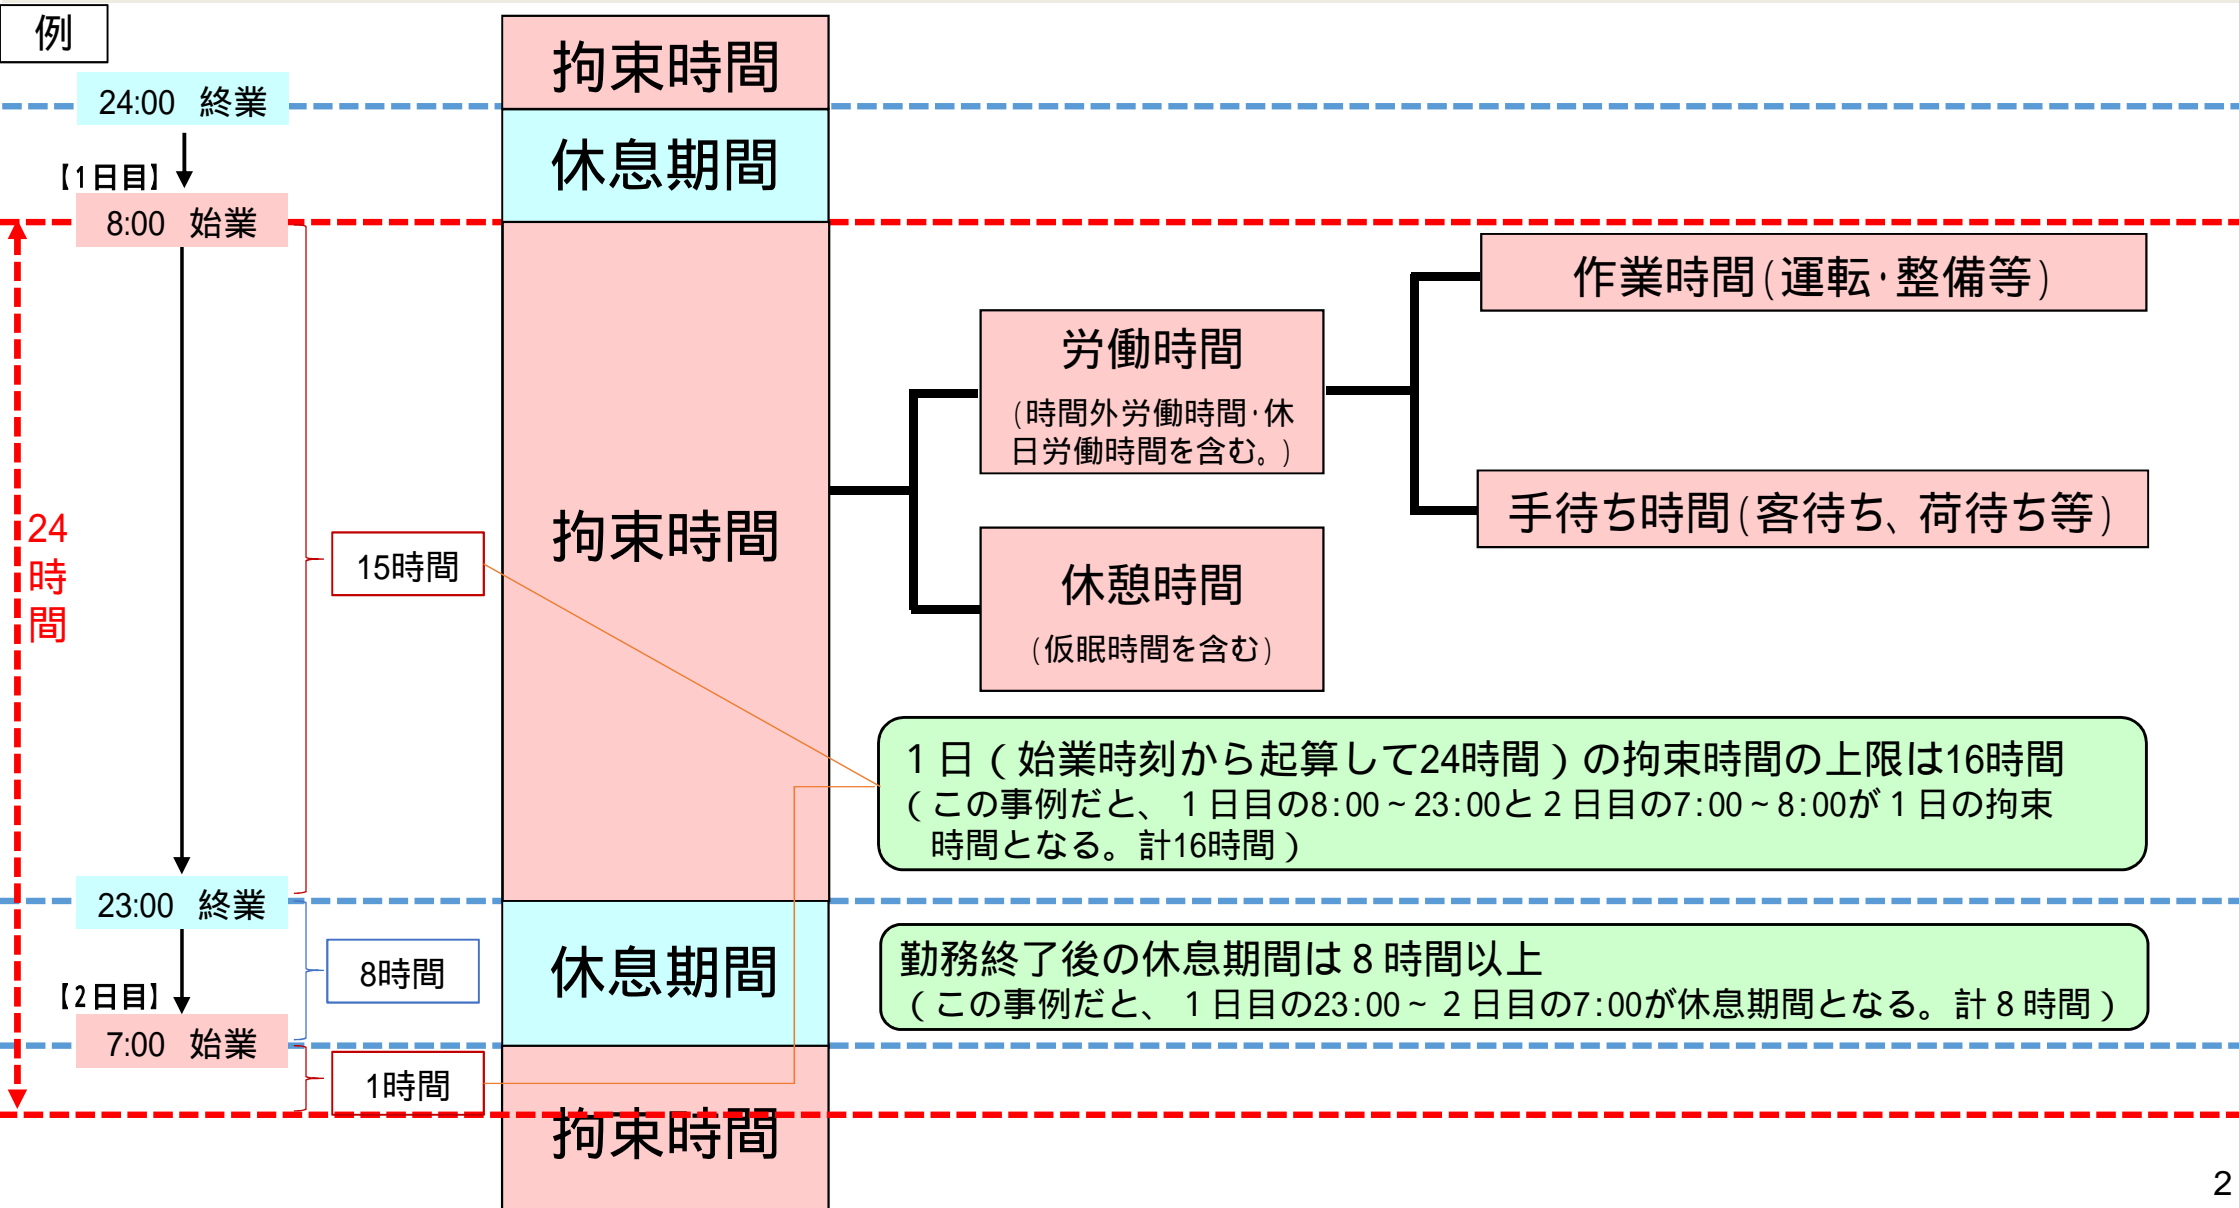 例
拘束時間
24:00 終業
休息期間
【1日目】
8:00 始業
24
時
間
15時間
拘束時間
労働時間
(時間外労働時間・休
日労働時間を含む。)
休憩時間
(仮眠時間を含む)
作業時間(運転・整備等)
手待ち時間(客待ち、荷待ち等)
1日(始業時刻から起算して24時間)の拘束時間の上限は16時間
(この事例だと、1日目の8:00~23:00と2日目の7:00~8:00が1日の拘束
時間となる。計16時間)
23:00 終業
8時間
休息期間
勤務終了後の休息期間は8時間以上
(この事例だと、1日目の23:00~2日目の7:00が休息期間となる。計8時間)
【2日目】
7:00 始業
1時間
拘束時間
2